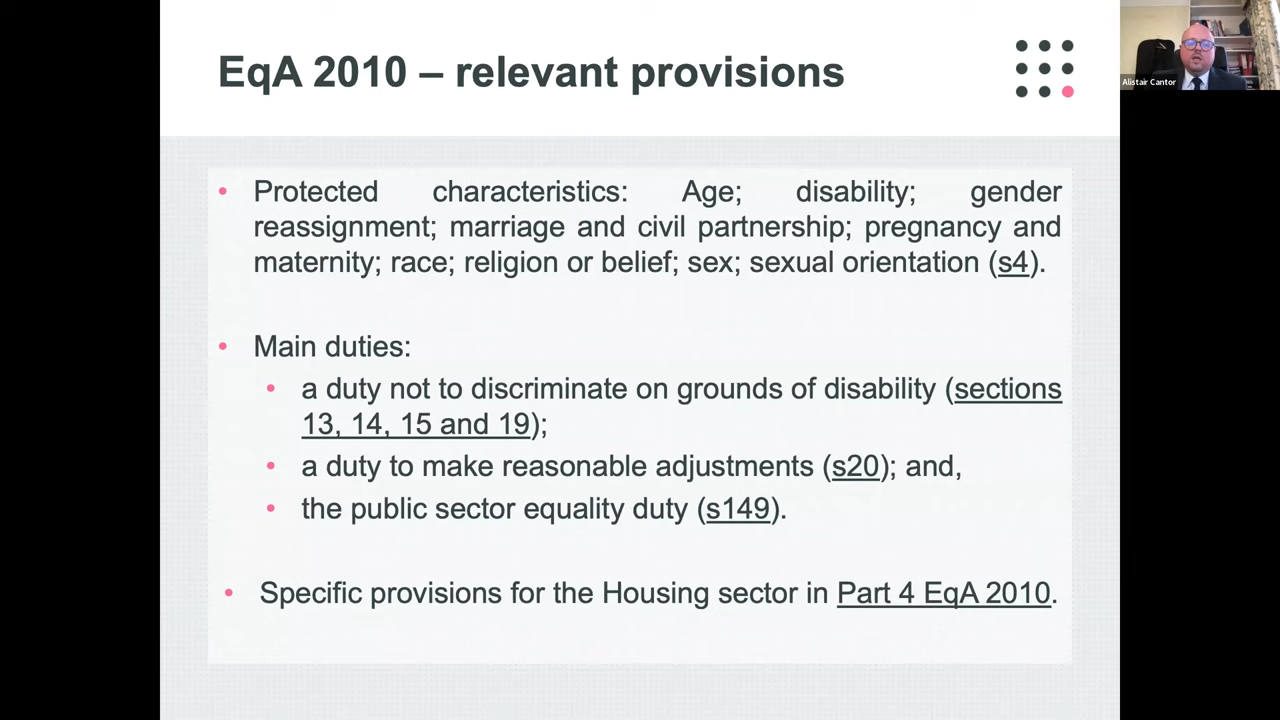 EqA 2010 – relevant provisions
Alistair Cantor
• Protected characteristics: Age; disability; gender
reassignment; marriage and civil partnership; pregnancy and
maternity; race; religion or belief; sex; sexual orientation (s4).
• Main duties:
• a duty not to discriminate on grounds of disability (sections
13, 14, 15 and 19);
• a duty to make reasonable adjustments (s20); and,
• the public sector equality duty (s149).
• Specific provisions for the Housing sector in Part 4 EqA 2010.